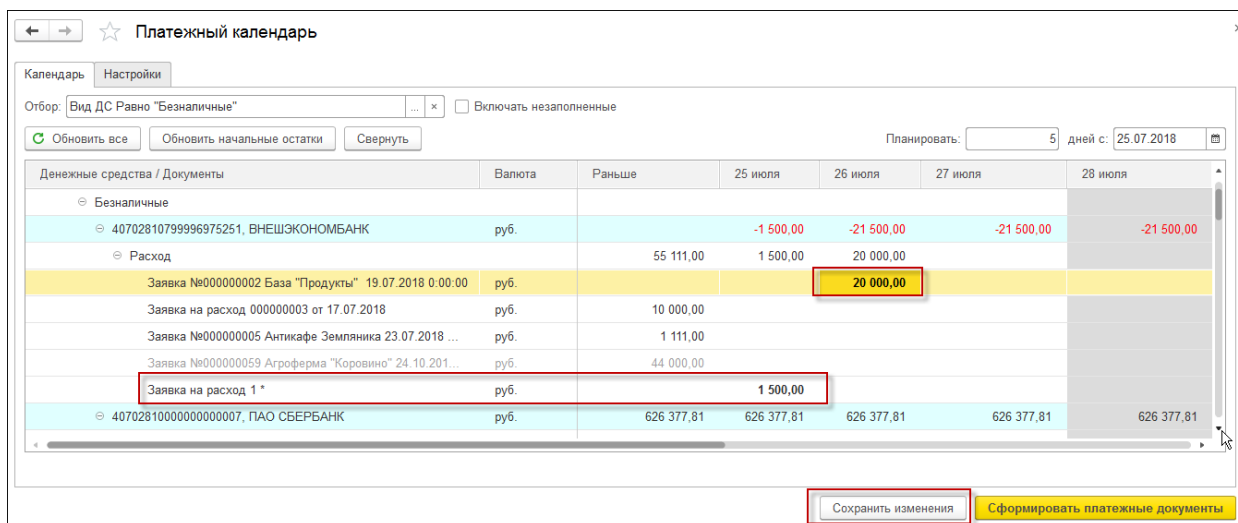 Платежный календарь
Календарь Настройки
Отбор: Вид ДС Равно "Безналичные" ... × Включать незаполненные
Обновить все Обновить начальные остатки Свернуть Планировать: 5 дней с: 25.07.2018
Денежные средства / Документы Валюта Раньше 25 июля 26 июля 27 июля 28 июля
Безналичные
40702810799996975251, ВНЕШЭКОНОМБАНК руб. -1 500,00 -21 500,00 -21 500,00 -21 500,00
Расход 55 111,00 1 500,00 20 000,00
Заявка №000000002 База "Продукты" 19.07.2018 0:00:00 руб. 20 000,00
Заявка на расход 000000003 от 17.07.2018 руб. 10 000,00
Заявка №000000005 Антикафе Земляника 23.07.2018 ... руб. 1 111,00
Заявка №000000059 Агроферма "Коровино" 24.10.201... руб. 44 000,00
Заявка на расход 1 * руб. 1 500,00
40702810000000000007, ПАО СБЕРБАНК руб. 626 377,81 626 377,81 626 377,81 626 377,81 626 377,81
Сохранить изменения Сформировать платежные документы